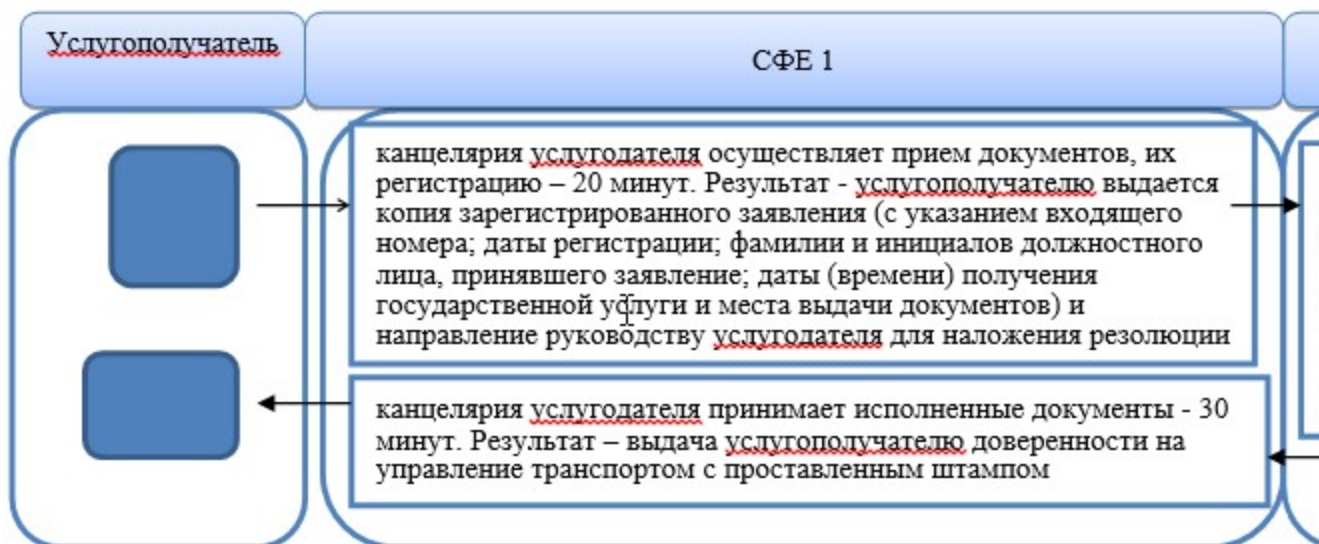 Услугополучатель
СФЕ 1
канцелярия услугодателя осуществляет прием документов, их
регистрацию – 20 минут. Результат - услугополучателю выдается
копия зарегистрированного заявления (с указанием входящего
номера; даты регистрации; фамилии и инициалов должностного
лица, принявшего заявление; даты (времени) получения
государственной услуги и места выдачи документов) и
направление руководству услугодателя для наложения резолюции
канцелярия услугодателя принимает исполненные документы - 30
минут. Результат – выдача услугополучателю доверенности на
управление транспортом с проставленным штампом